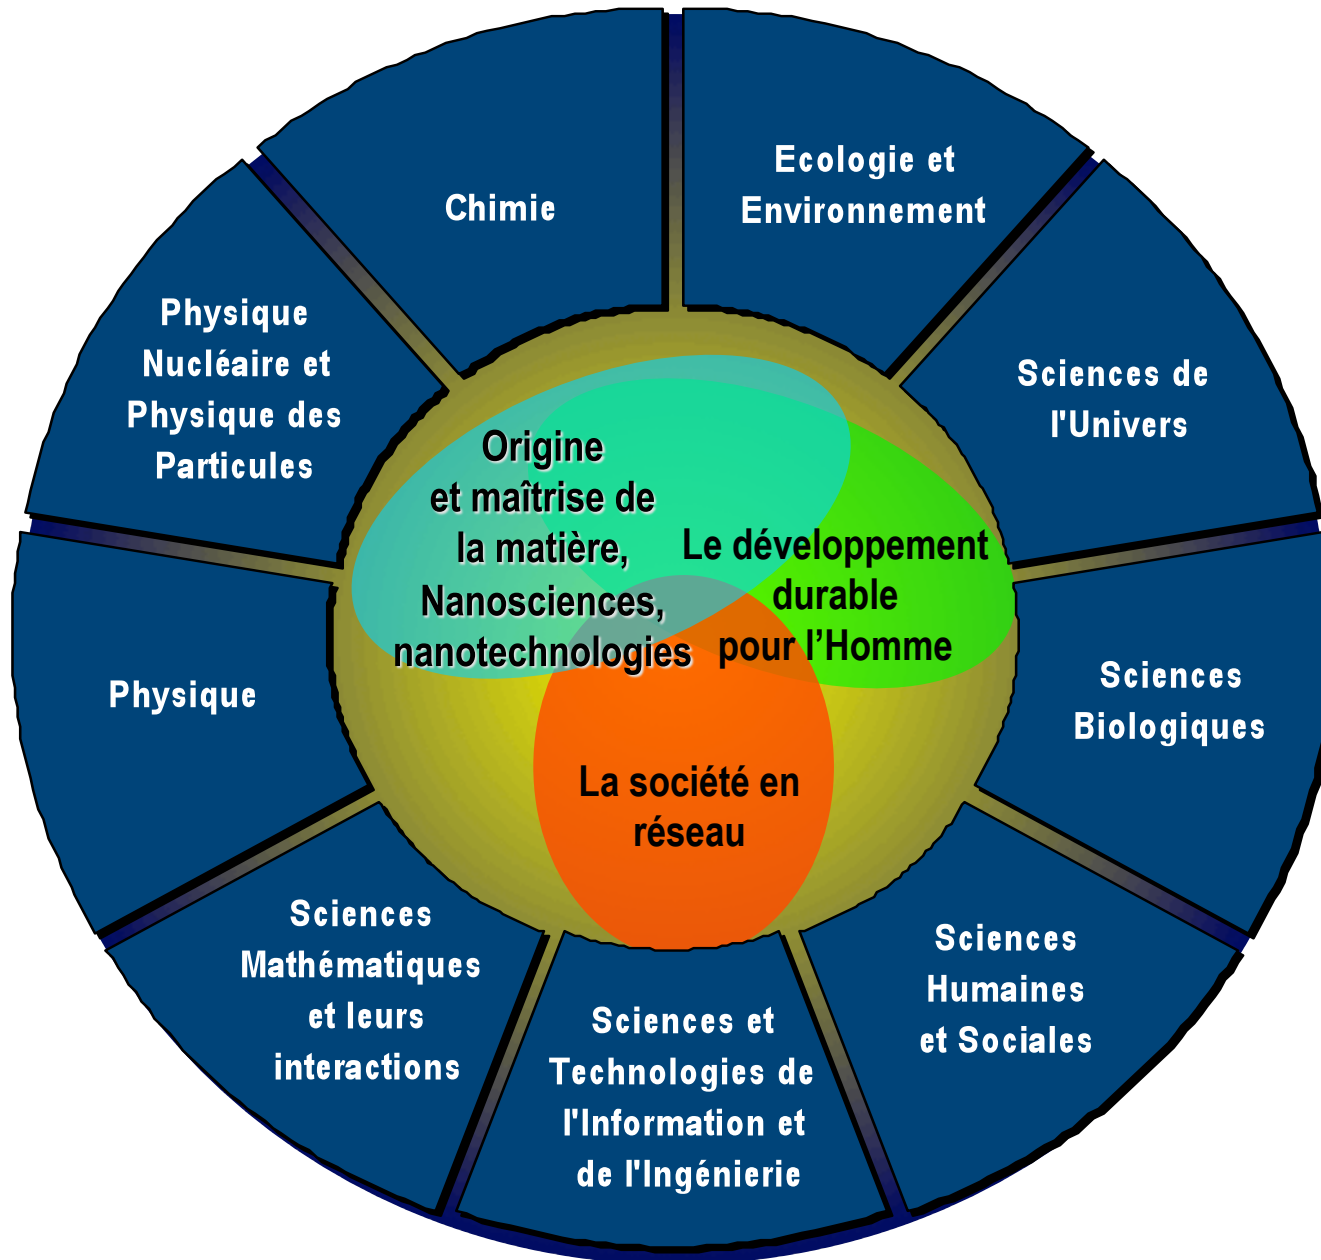 Chimie
Ecologie et
Environnement
Sciences de
l'Univers
Sciences
Biologiques
Sciences
Humaines
et Sociales
Sciences et
Technologies de
l'Information et
de l'Ingénierie
Sciences
Mathématiques
et leurs
interactions
Physique
Physique
Nucléaire et
Physique des
Particules
Origine
et maîtrise de
la matière,
Nanosciences,
nanotechnologies
Le développement
durable
pour l’Homme
La société en
réseau